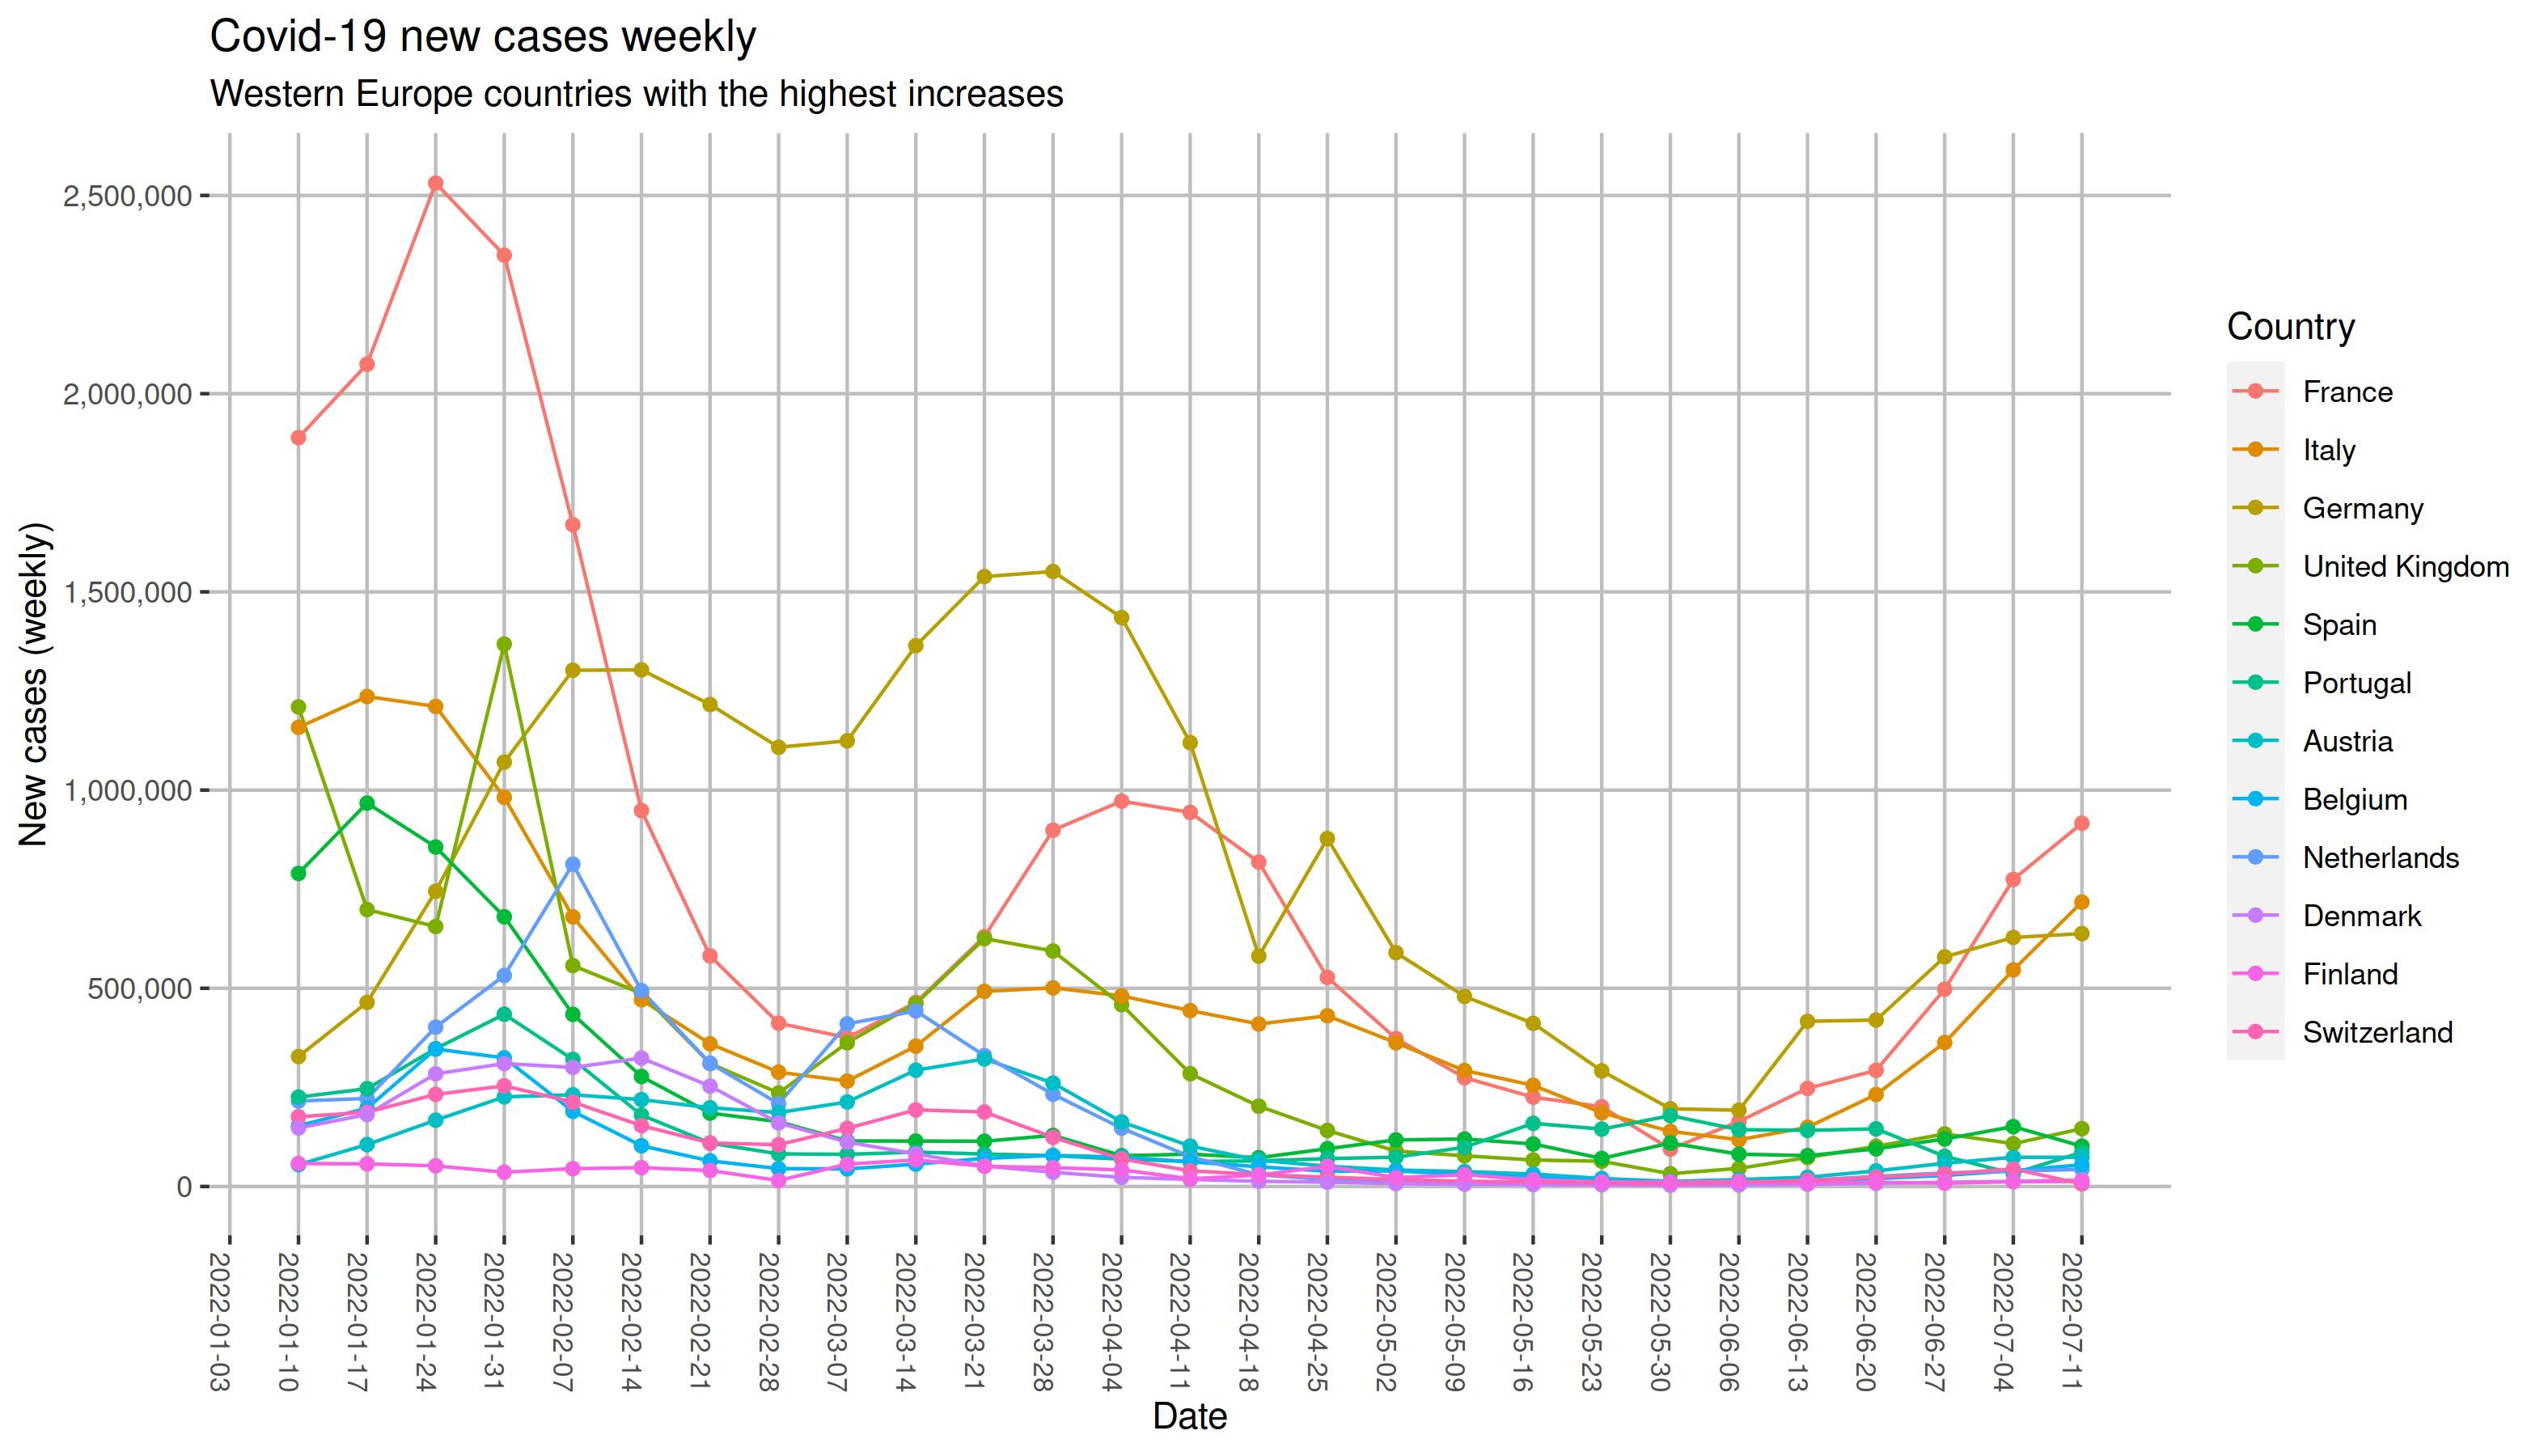 Covid-19 new cases weekly
Western Europe countries with the highest increases
New cases (weekly)
2,500,000
2,000,000
1,500,000
1,000,000
500,000
0
2022-01-03
2022-01-10
2022-01-17
2022-01-24
2022-01-31
2022-02-07
2022-02-14
2022-02-21
2022-02-28
2022-03-07
2022-03-14
2022-03-21
2022-03-28
2022-04-04
2022-04-11
2022-04-18
2022-04-25
2022-05-02
2022-05-09
2022-05-16
2022-05-23
2022-05-30
2022-06-06
2022-06-13
2022-06-20
2022-06-27
2022-07-04
2022-07-11
Date
Country
France
Italy
Germany
United Kingdom
Spain
Portugal
Austria
Belgium
Netherlands
Denmark
Finland
Switzerland